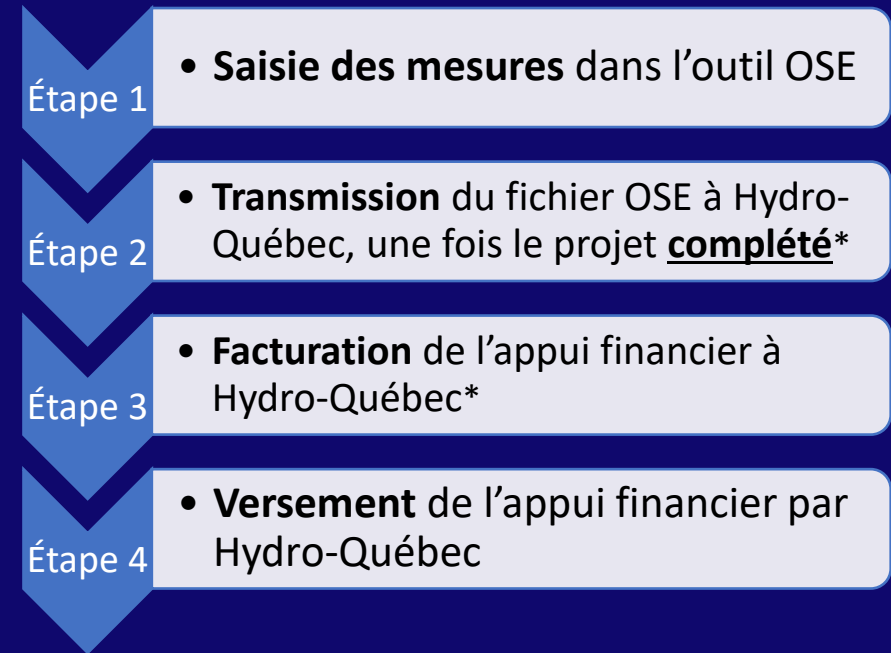 Étape 1
• Saisie des mesures dans l’outil OSE
Étape 2
• Transmission du fichier OSE à Hydro-
Québec, une fois le projet complété*
Étape 3
• Facturation de l’appui financier à
Hydro-Québec*
Étape 4
• Versement de l’appui financier par
Hydro-Québec